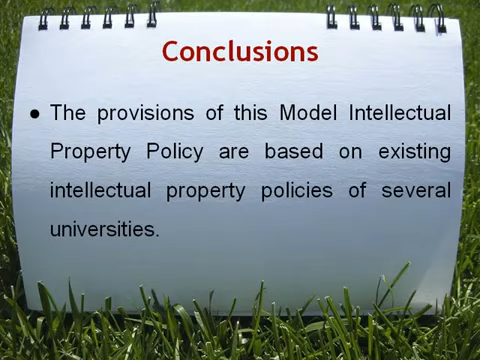 Conclusions
● The provisions of this Model Intellectual
Property Policy are based on existing
intellectual property policies of several
universities.